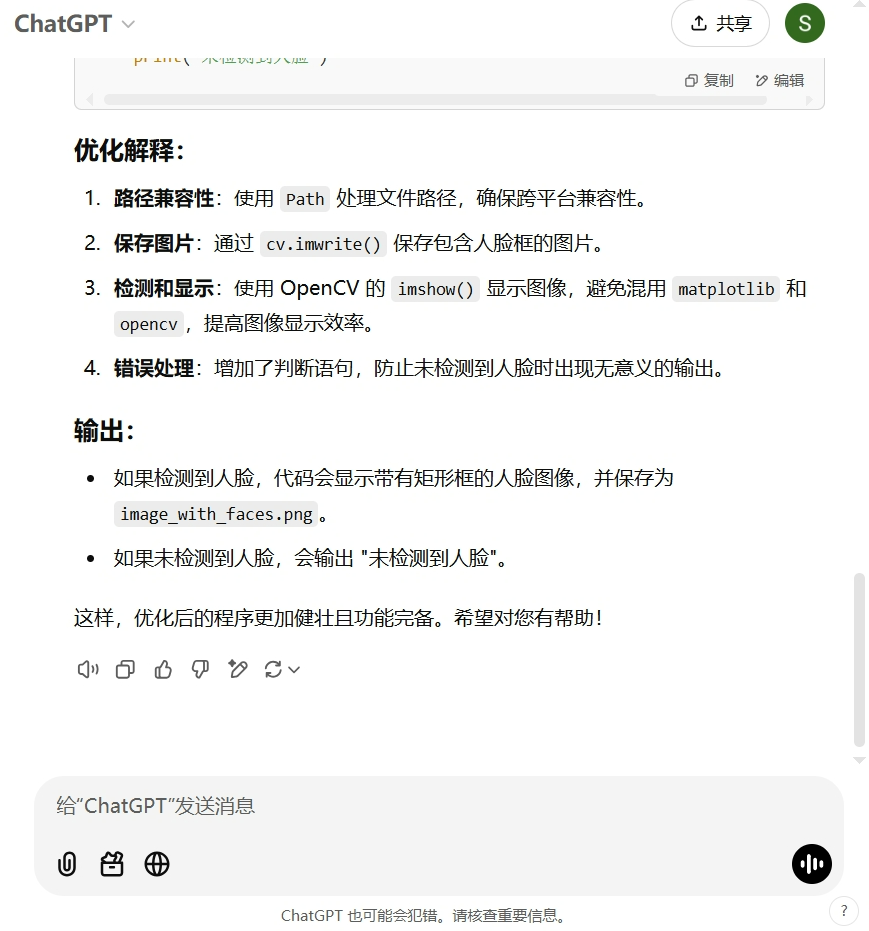 ChatGPT
共享
S
print("未检测到人脸")
复制 编辑
优化解释：
1. 路径兼容性：使用 Path 处理文件路径，确保跨平台兼容性。
2. 保存图片：通过 cv.imwrite() 保存包含人脸框的图片。
3. 检测和显示：使用 OpenCV 的 imshow() 显示图像，避免混用 matplotlib 和
opencv，提高图像显示效率。
4. 错误处理：增加了判断语句，防止未检测到人脸时出现无意义的输出。
输出：
• 如果检测到人脸，代码会显示带有矩形框的人脸图像，并保存为
image_with_faces.png。
• 如果未检测到人脸，会输出 "未检测到人脸"。
这样，优化后的程序更加健壮且功能完备。希望对您有帮助！
给“ChatGPT”发送消息
ChatGPT 也可能会犯错。请核查重要信息。
?